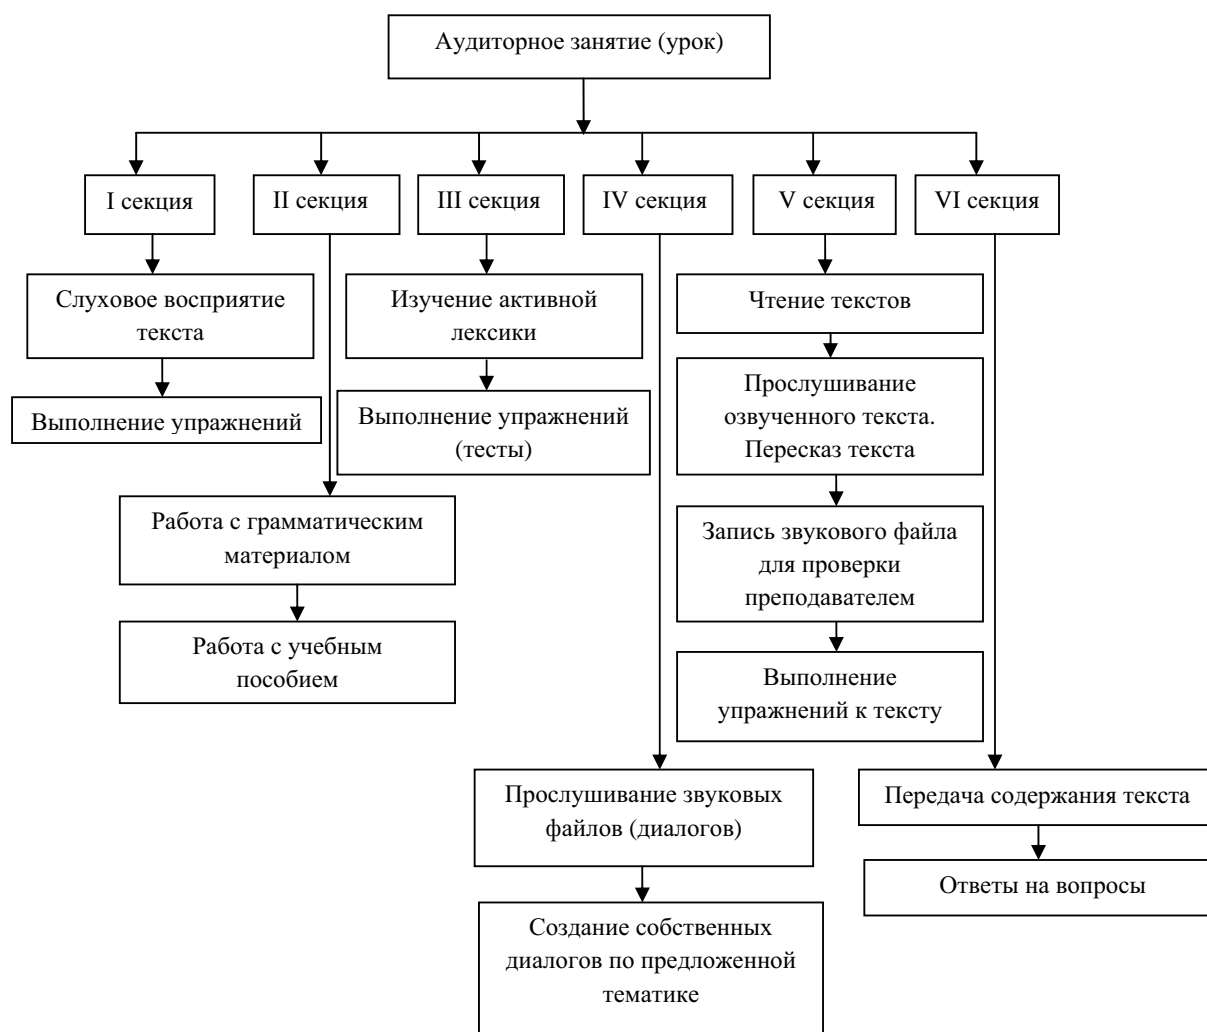 Аудиторное занятие (урок)
I секция
II секция
III секция
IV секция
V секция
VI секция
Слуховое восприятие
текста
Выполнение упражнений
Изучение активной
лексики
Выполнение упражнений
(тесты)
Чтение текстов
Прослушивание
озвученного текста.
Пересказ текста
Запись звукового файла
для проверки
преподавателем
Выполнение
упражнений к тексту
Работа с грамматическим
материалом
Работа с учебным
пособием
Прослушивание звуковых
файлов (диалогов)
Создание собственных
диалогов по предложенной
тематике
Передача содержания текста
Ответы на вопросы